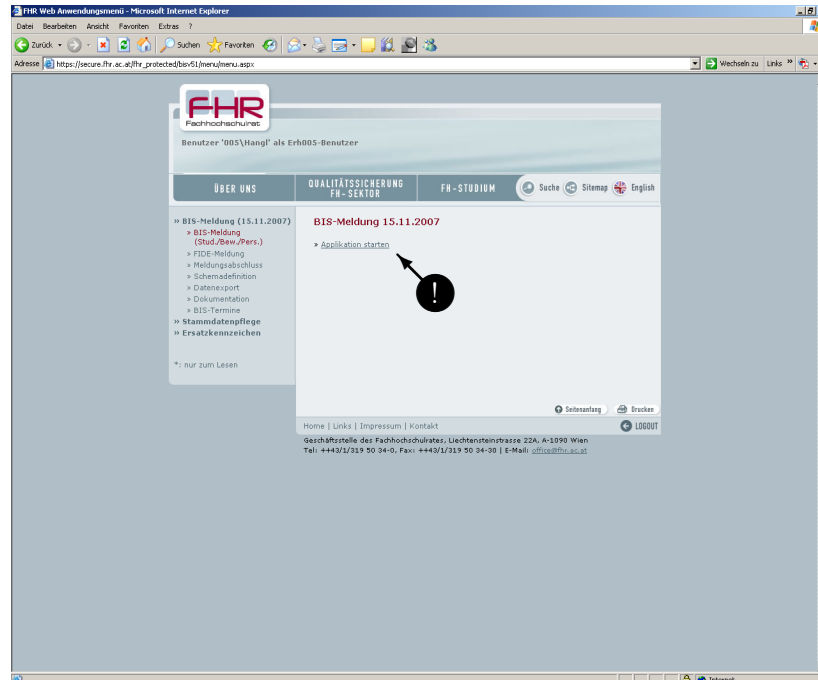 FHR Web Anwendungsmenü - Microsoft Internet Explorer
Datei Bearbeiten Ansicht Favoriten Extras ?
Zurück Suchen Favoriten
Adresse https://secure.fhr.ac.at/fhr_protected/bisv51/menu/menu.aspx Wechseln zu Links »
FHR
Fachhochschulrat
Benutzer '005\Hangl' als Erh005-Benutzer
ÜBER UNS QUALITÄTSSICHERUNG FH-SEKTOR FH-STUDIUM Suche Sitemap English
» BIS-Meldung (15.11.2007)
» BIS-Meldung
(Stud./Bew./Pers.)
» FIDE-Meldung
» Meldungsabschluss
» Schemadefinition
» Datenexport
» Dokumentation
» BIS-Termine
» Stammdatenpflege
» Ersatzkennzeichen
*: nur zum Lesen
BIS-Meldung 15.11.2007
» Applikation starten
!
Seitenanfang Drucken
Home | Links | Impressum | Kontakt LOGOUT
Geschäftsstelle des Fachhochschulrates, Liechtensteinstrasse 22A, A-1090 Wien
Tel: ++43/1/319 50 34-0, Fax: ++43/1/319 50 34-30 | E-Mail: office@fhr.ac.at
Internet